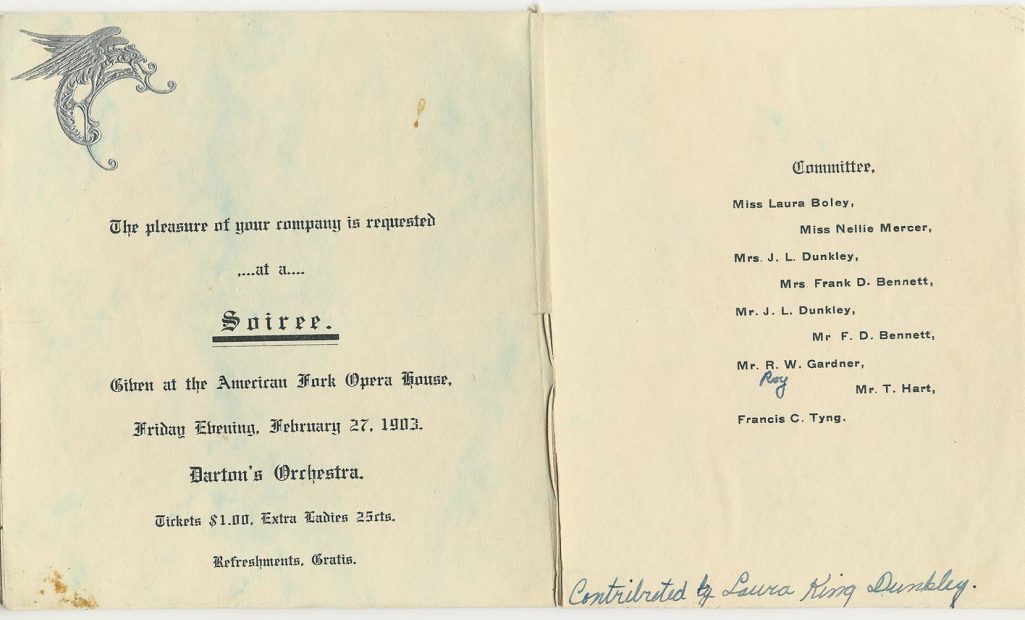 The pleasure of your company is requested
,....at a....
Soiree.
Given at the American Fork Opera House,
Friday Evening, February 27, 1903.
Darton's Orchestra.
Tickets $1.00, Extra Ladies 25cts.
Refreshments, Gratis.
Committee,
Miss Laura Boley,
Miss Nellie Mercer,
Mrs. J. L. Dunkley,
Mrs. Frank D. Bennett,
Mr. J. L. Dunkley,
Mr F. D. Bennett,
Mr. R. W. Gardner,
Roy
Mr. T. Hart,
Francis C. Tyng.
Contributed by Laura King Dunkley.